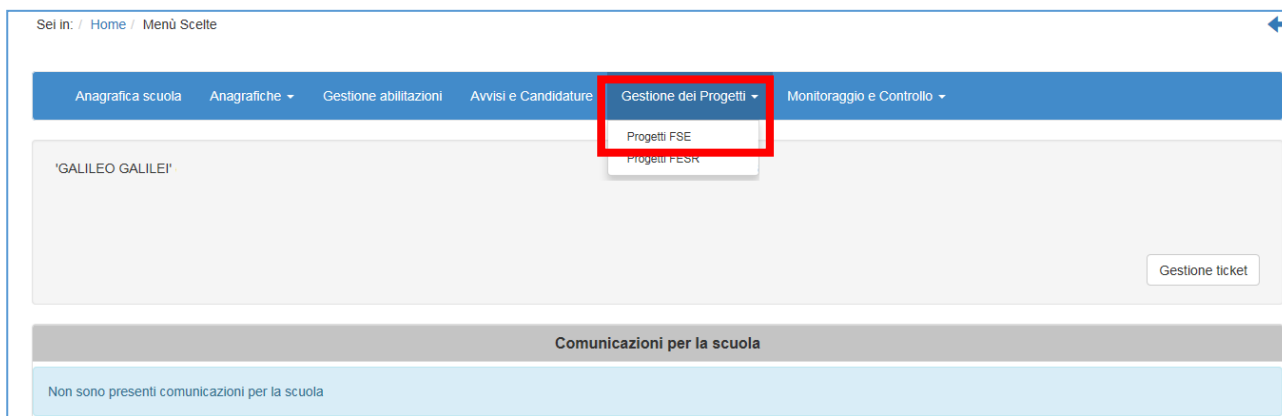 Sei in: / Home / Menù Scelte
Anagrafica scuola Anagrafiche Gestione abilitazioni Avvisi e Candidature Gestione dei Progetti Monitoraggio e Controllo
Progetti FSE
Progetti FESR
'GALILEO GALILEI'
Gestione ticket
Comunicazioni per la scuola
Non sono presenti comunicazioni per la scuola